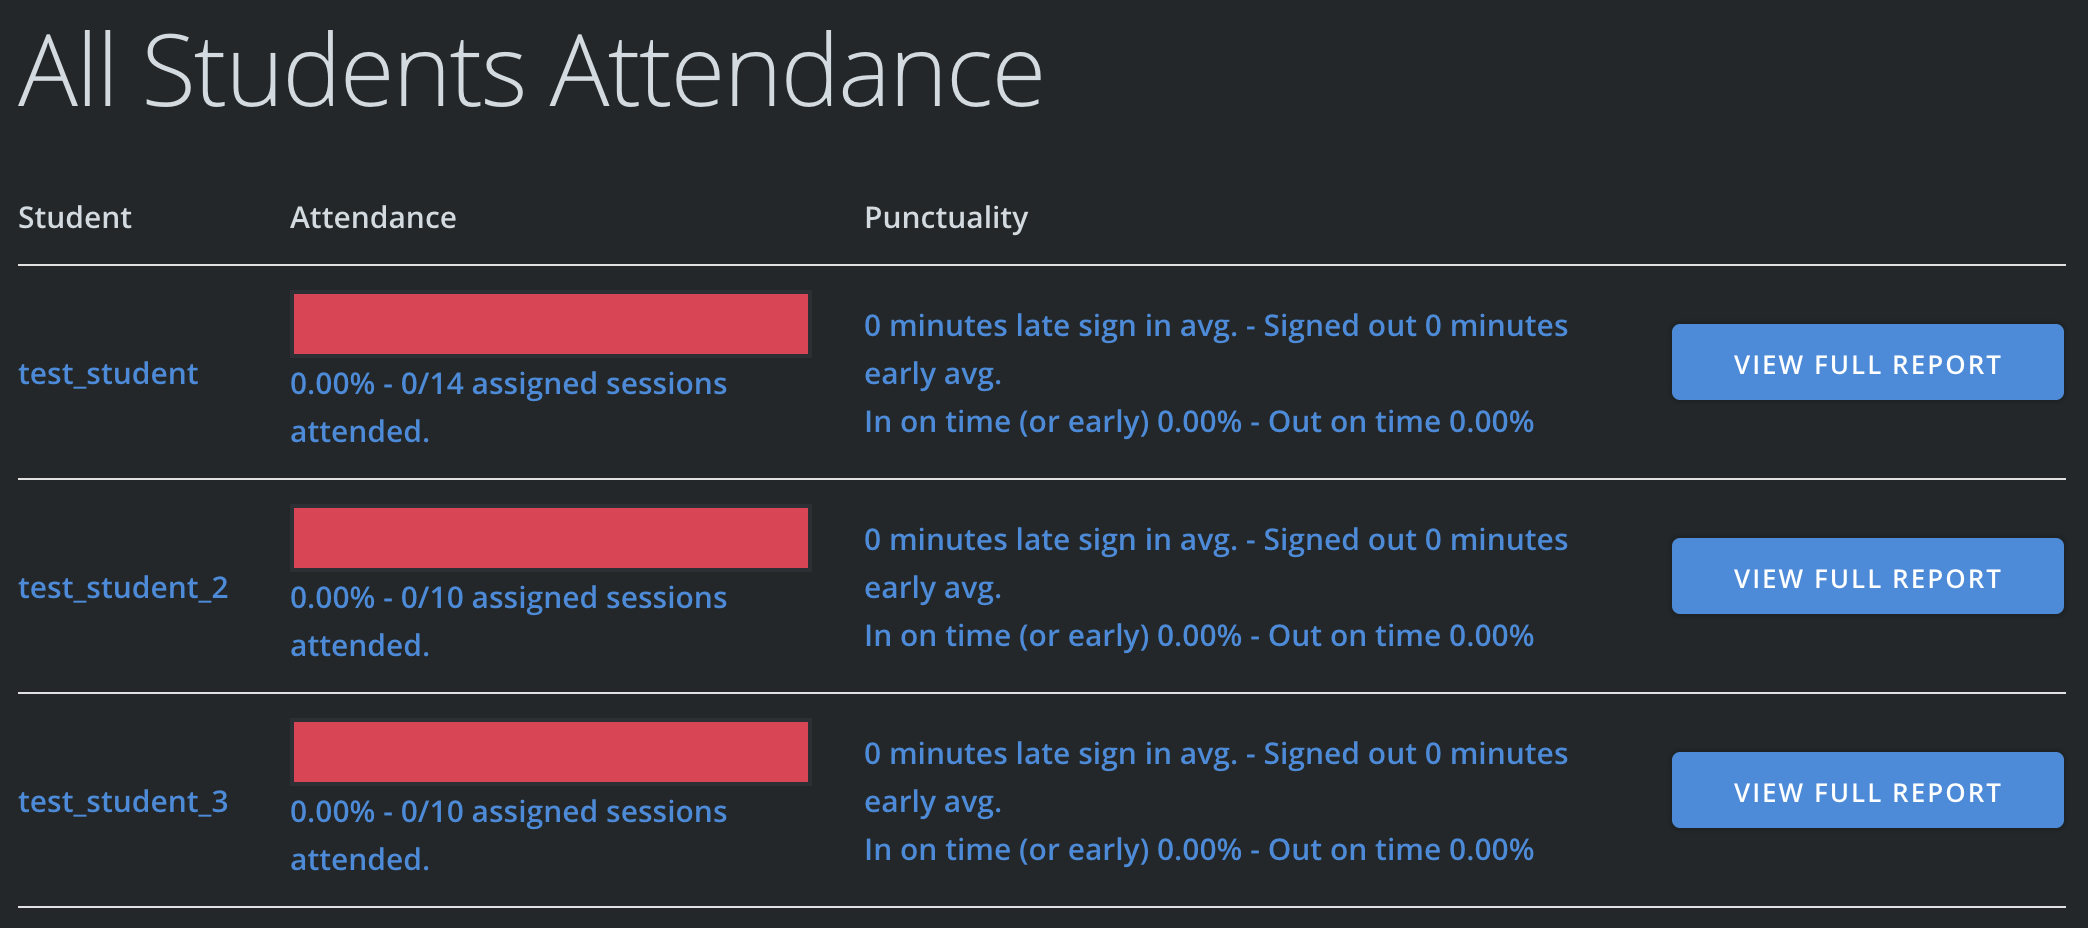 All Students Attendance
Student Attendance Punctuality
test_student
0.00% - 0/14 assigned sessions
attended.
0 minutes late sign in avg. - Signed out 0 minutes
early avg.
In on time (or early) 0.00% - Out on time 0.00%
VIEW FULL REPORT
test_student_2
0.00% - 0/10 assigned sessions
attended.
0 minutes late sign in avg. - Signed out 0 minutes
early avg.
In on time (or early) 0.00% - Out on time 0.00%
VIEW FULL REPORT
test_student_3
0.00% - 0/10 assigned sessions
attended.
0 minutes late sign in avg. - Signed out 0 minutes
early avg.
In on time (or early) 0.00% - Out on time 0.00%
VIEW FULL REPORT